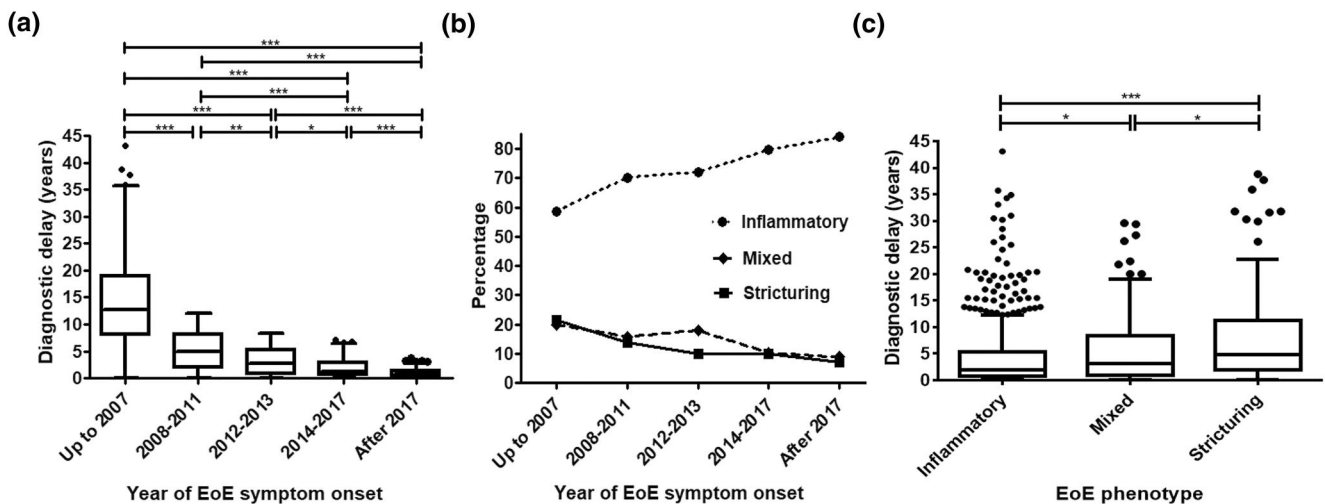 (a)
***
***
***
***
*** ***
*** ** * ***
Diagnostic delay (years)
45
40
35
30
25
20
15
10
5
0
Up to 2007
2008-2011
2012-2013
2014-2017
After 2017
Year of EoE symptom onset
(b)
Percentage
90
80
70
60
50
40
30
20
10
0
Inflammatory
Mixed
Stricturing
Up to 2007
2008-2011
2012-2013
2014-2017
After 2017
Year of EoE symptom onset
(c)
***
* *
Diagnostic delay (years)
45
40
35
30
25
20
15
10
5
0
Inflammatory
Mixed
Stricturing
EoE phenotype